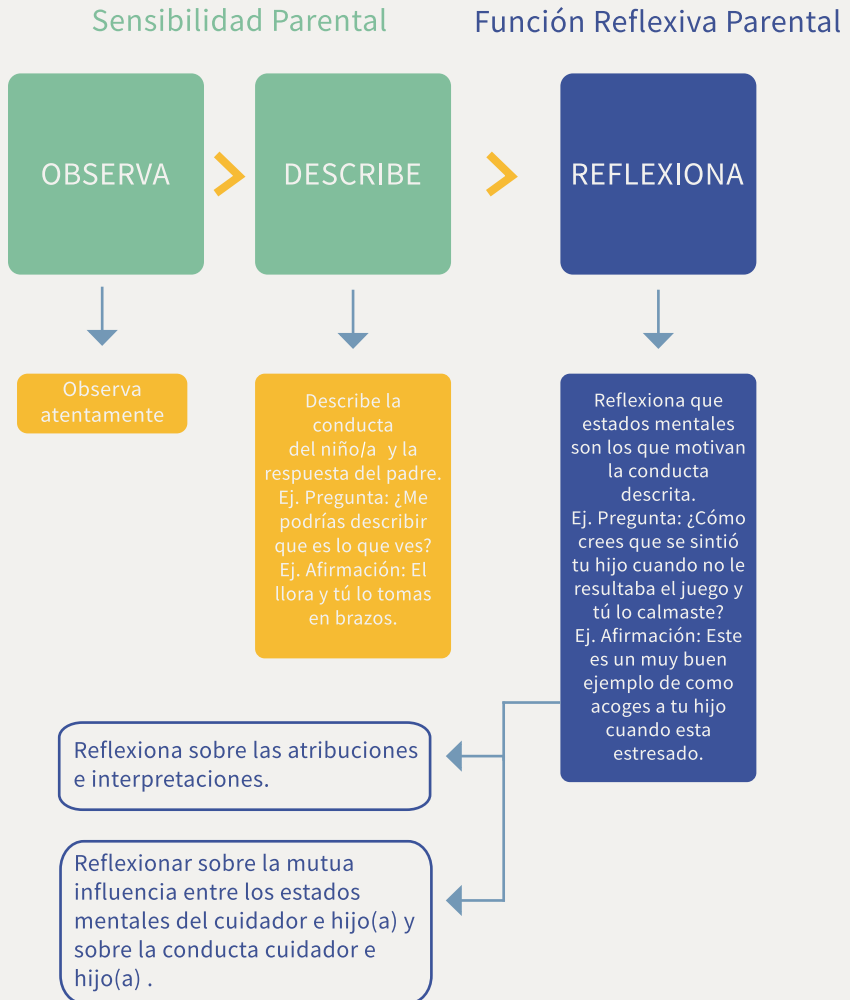 Sensibilidad Parental
Función Reflexiva Parental
OBSERVA
DESCRIBE
REFLEXIONA
Observa
atentamente
Describe la
conducta
del niño/a y la
respuesta del padre.
Ej. Pregunta: ¿Me
podrías describir
que es lo que ves?
Ej. Afirmación: El
llora y tú lo tomas
en brazos.
Reflexiona que
estados mentales
son los que motivan
la conducta
descrita.
Ej. Pregunta: ¿Cómo
crees que se sintió
tu hijo cuando no le
resultaba el juego y
tú lo calmaste?
Ej. Afirmación: Este
es un muy buen
ejemplo de como
acoges a tu hijo
cuando esta
estresado.
Reflexiona sobre las atribuciones
e interpretaciones.
Reflexionar sobre la mutua
influencia entre los estados
mentales del cuidador e hijo(a) y
sobre la conducta cuidador e
hijo(a) .